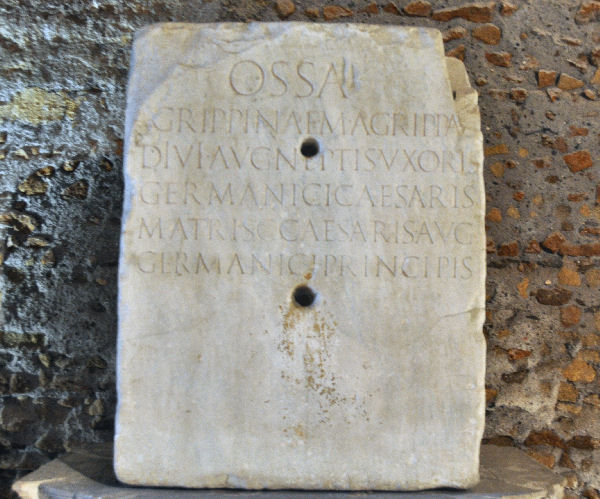 OSSA
AGRIPPINAE F M AGRIPPAE
DIVI AVG NEPTIS VXORIS
GERMANICI CAESARIS
MATRIS C CAESARIS AVG
GERMANICI PRINCIPIS